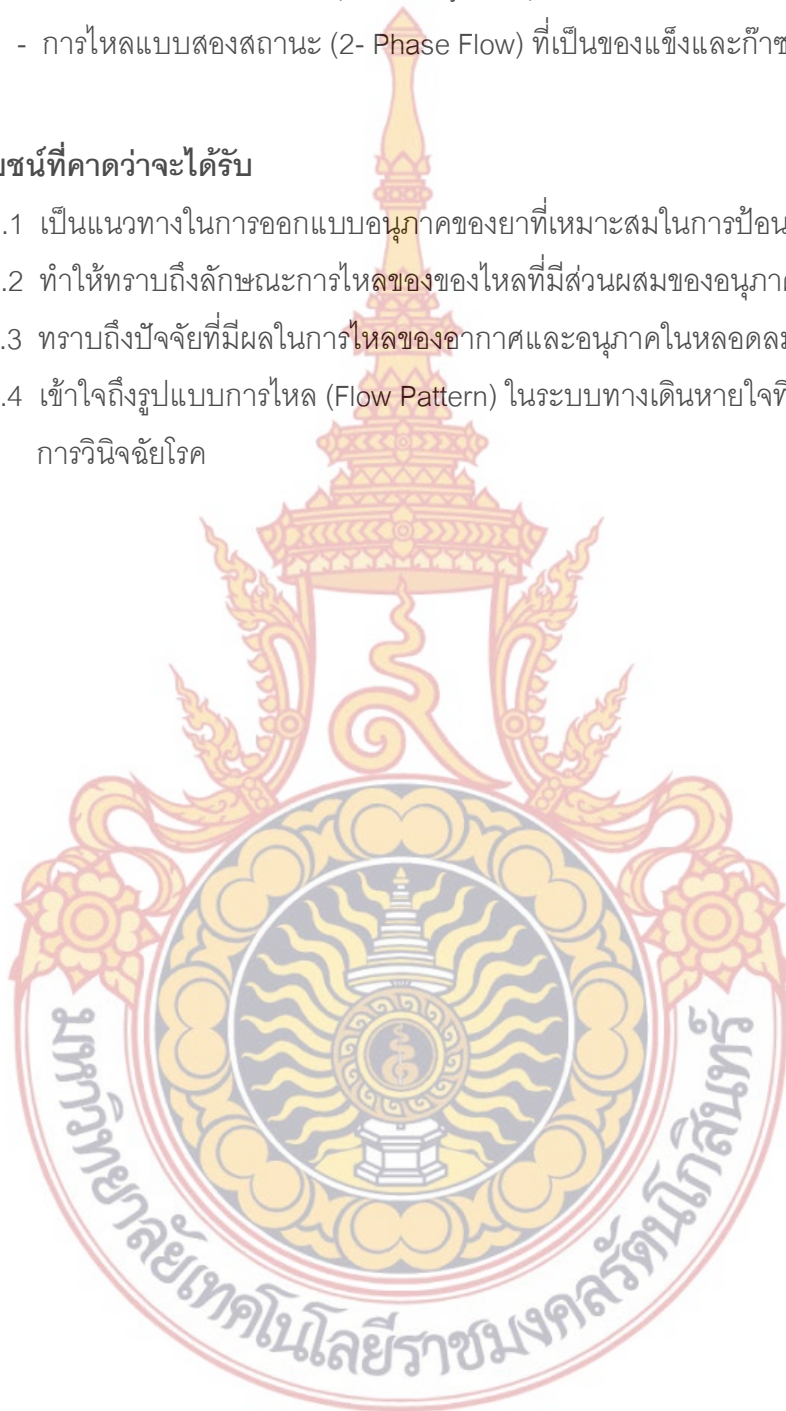 - การไหลแบบสองสถานะ (2- Phase Flow) ที่เป็นของแข็งและก๊าซ
ยชน์ที่คาดว่าจะได้รับ
.1 เป็นแนวทางในการออกแบบอนุภาคของยาที่เหมาะสมในการป้อน
.2 ทำให้ทราบถึงลักษณะการไหลของของไหลที่มีส่วนผสมของอนุภาค
.3 ทราบถึงปัจจัยที่มีผลในการไหลของอากาศและอนุภาคในหลอดลม
.4 เข้าใจถึงรูปแบบการไหล (Flow Pattern) ในระบบทางเดินหายใจที่
การวินิจฉัยโรค
มหาวิทยาลัยเทคโนโลยีราชมงคลรัตนโกสินทร์